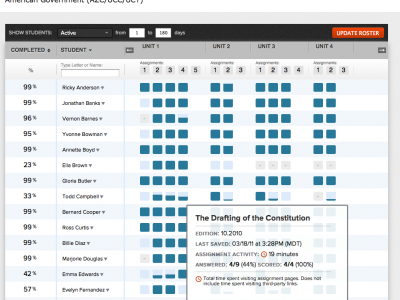 American Government (A2C/UCL/UCT)
SHOW STUDENTS: Active from 1 to 180 days UPDATE ROSTER
COMPLETED STUDENT UNIT 1 UNIT 2 UNIT 3 UNIT 4
% Type Letter or Name: Assignments Assignments Assignments Assignments
1 2 3 4 5 1 2 3 1 2 3 4 1 2 3
99% Ricky Anderson
99% Jonathan Banks
96% Vernon Barnes
95% Yvonne Bowman
99% Annette Boyd
23% Ella Brown
99% Gloria Butler
33% Todd Campbell
99% Bernard Cooper
99% Ross Curtis
99% Billie Diaz
99% Marjorie Douglas
42% Emma Edwards
57% Evelyn Fernandez
The Drafting of the Constitution
EDITION: 10.2010
LAST SAVED: 03/18/11 at 3:28PM (MDT)
ASSIGNMENT ACTIVITY: 19 minutes
ANSWERED: 4/9 (44%) SCORED: 4/4 (100%)
Total time spent visiting assignment pages. Does not
include time spent visiting third-party links.